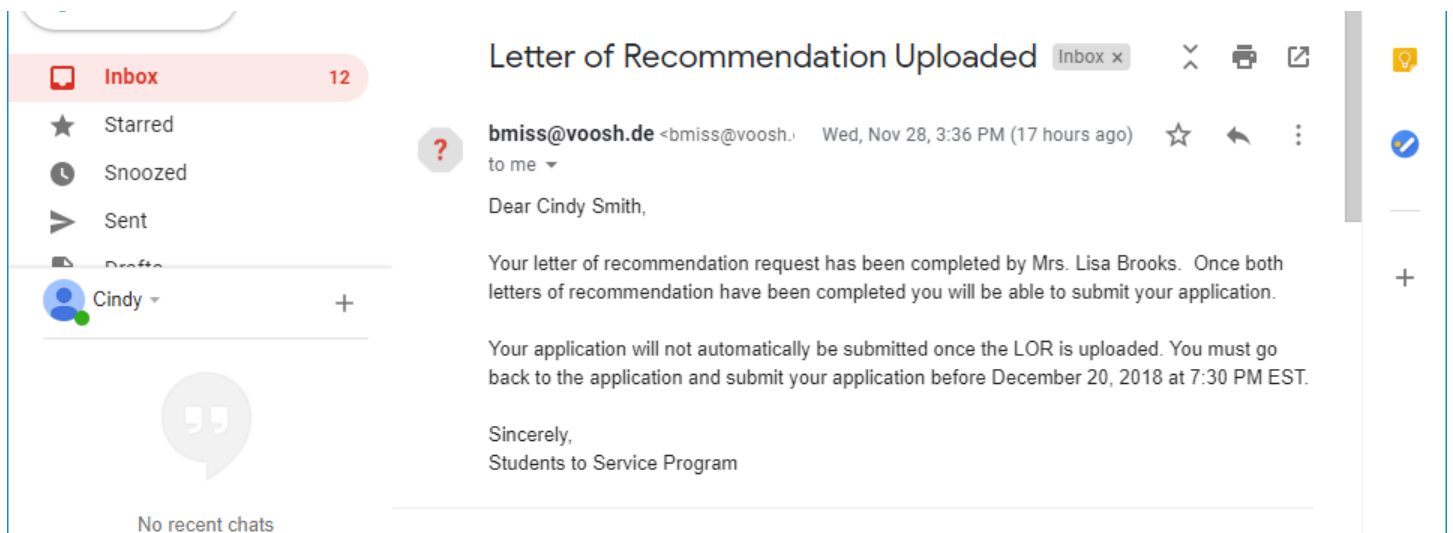 Inbox 12
Starred
Snoozed
Sent
Drafts
Cindy
No recent chats
Letter of Recommendation Uploaded Inbox x
bmiss@voosh.de <bmiss@voosh. Wed, Nov 28, 3:36 PM (17 hours ago)
to me
Dear Cindy Smith,
Your letter of recommendation request has been completed by Mrs. Lisa Brooks. Once both
letters of recommendation have been completed you will be able to submit your application.
Your application will not automatically be submitted once the LOR is uploaded. You must go
back to the application and submit your application before December 20, 2018 at 7:30 PM EST.
Sincerely,
Students to Service Program